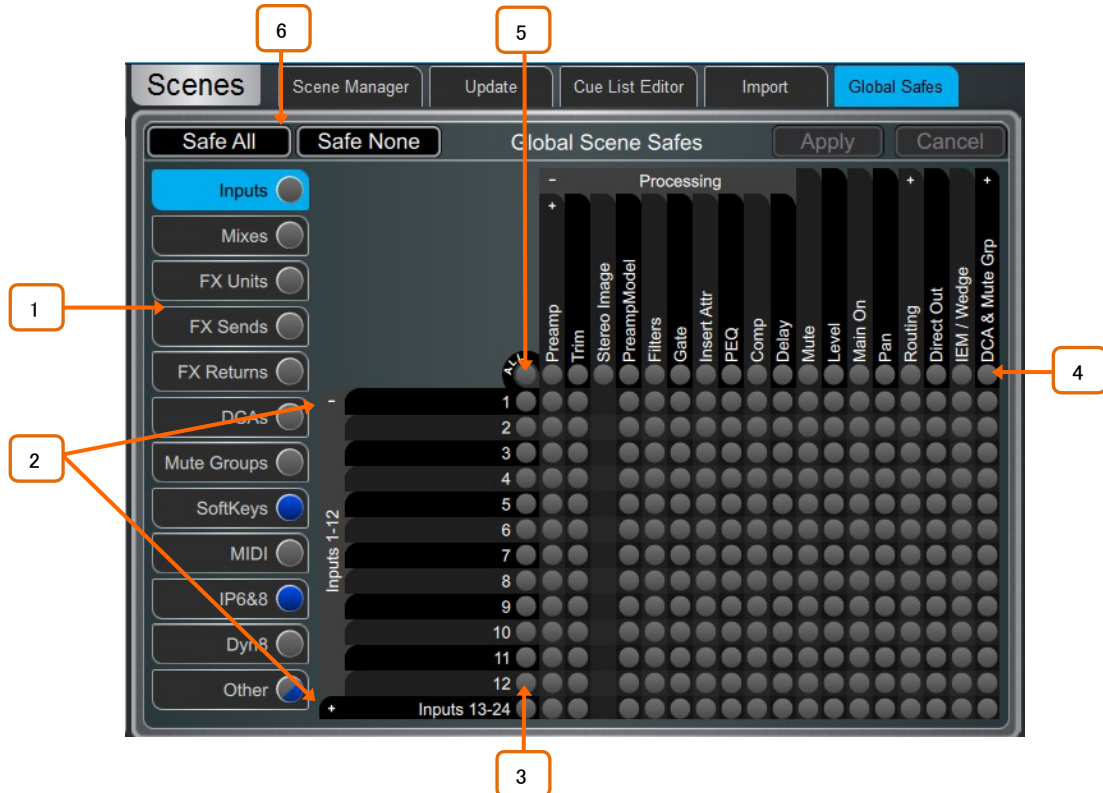 6
5
Scenes
Scene Manager
Update
Cue List Editor
Import
Global Safes
Safe All
Safe None
Global Scene Safes
Apply
Cancel
Inputs
Mixes
FX Units
FX Sends
FX Returns
DCAs
Mute Groups
SoftKeys
MIDI
IP6&8
Dyn8
Other
1
2
- Processing + +
+
Preamp
Trim
Stereo Image
PreampModel
Filters
Gate
Insert Attr
PEQ
Comp
Delay
Mute
Level
Main On
Pan
Routing
Direct Out
IEM / Wedge
DCA & Mute Grp
4
ALL
-
Inputs 1-12
1
2
3
4
5
6
7
8
9
10
11
12
+ Inputs 13-24
3